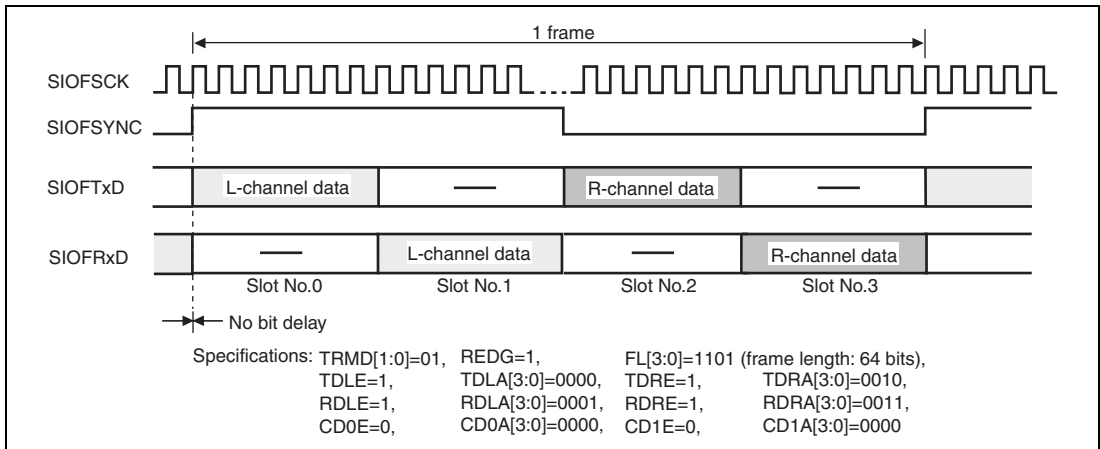 1 frame
SIOFSCK
SIOFSYNC
SIOFTxD L-channel data — R-channel data —
SIOFRxD — L-channel data — R-channel data
Slot No.0 Slot No.1 Slot No.2 Slot No.3
No bit delay
Specifications: TRMD[1:0]=01, REDG=1, FL[3:0]=1101 (frame length: 64 bits),
TDLE=1, TDLA[3:0]=0000, TDRE=1, TDRA[3:0]=0010,
RDLE=1, RDLA[3:0]=0001, RDRE=1, RDRA[3:0]=0011,
CD0E=0, CD0A[3:0]=0000, CD1E=0, CD1A[3:0]=0000